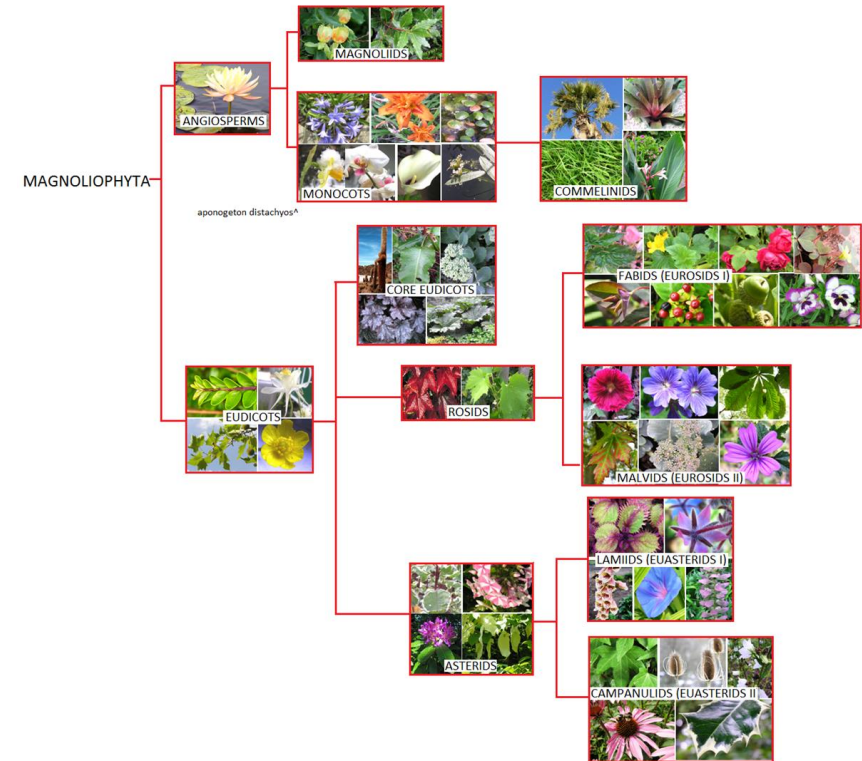 MAGNOLIIDS
ANGIOSPERMS
MAGNOLIOPHYTA
MONOCOTS
COMMELINIDS
aponogeton distachyos^
CORE EUDICOTS
FABIDS (EUROSIDS I)
EUDICOTS
ROSIDS
MALVIDS (EUROSIDS II)
LAMIIDS (EUASTERIDS I)
ASTERIDS
CAMPANULIDS (EUASTERIDS II